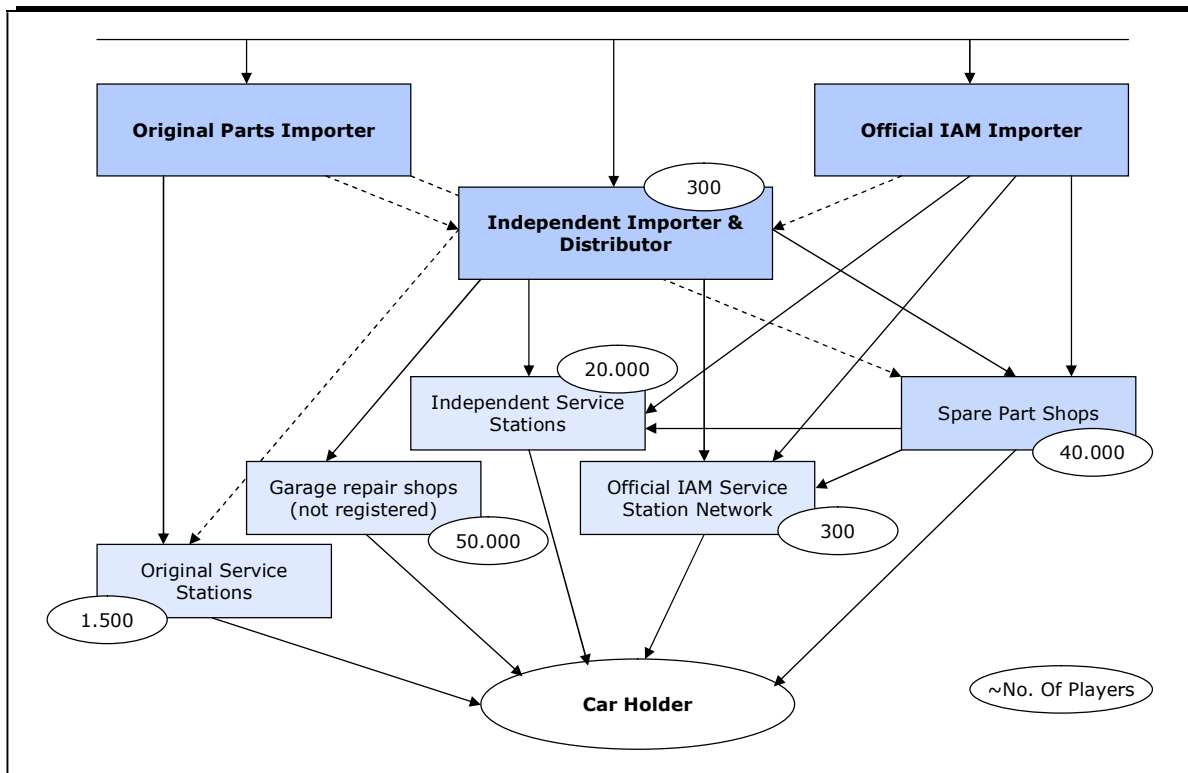 Original Parts Importer
Official IAM Importer
300
Independent Importer &
Distributor
20.000
Independent Service
Stations
Spare Part Shops
40.000
Garage repair shops
(not registered)
50.000
Official IAM Service
Station Network
300
Original Service
Stations
1.500
Car Holder
~No. Of Players